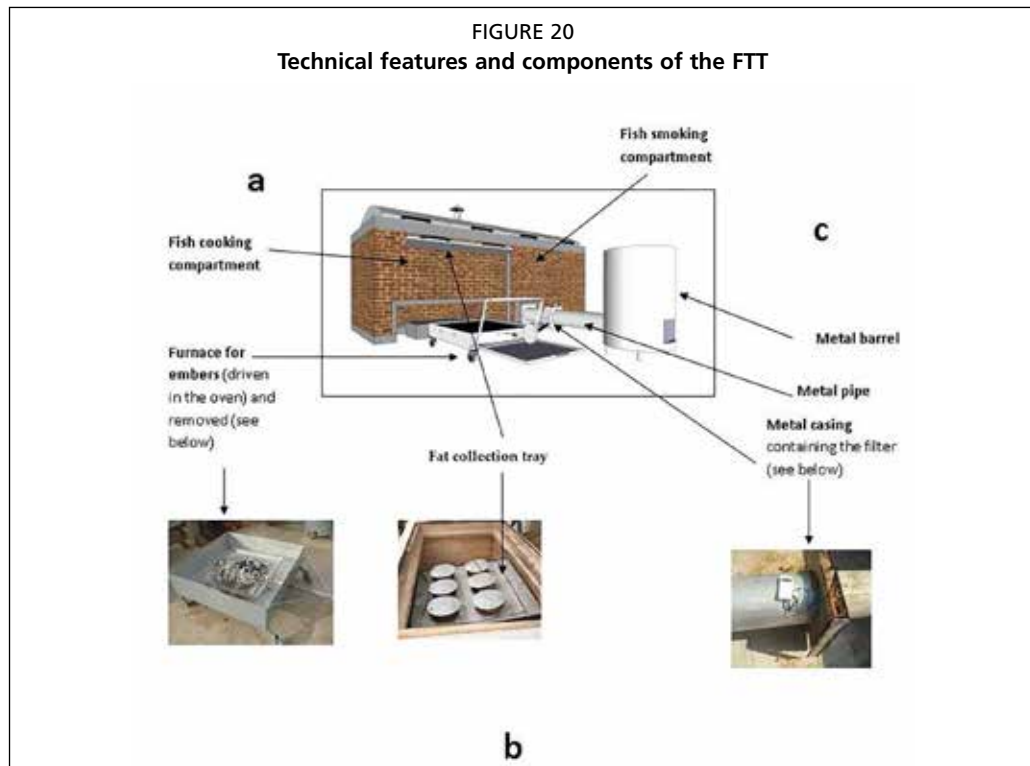 FIGURE 20
Technical features and components of the FTT
Fish smoking
compartment
a
c
Fish cooking
compartment
Metal barrel
Furnace for
embers (driven
in the oven) and
removed (see
below)
Metal pipe
Metal casing
containing the filter
(see below)
Fat collection tray
b